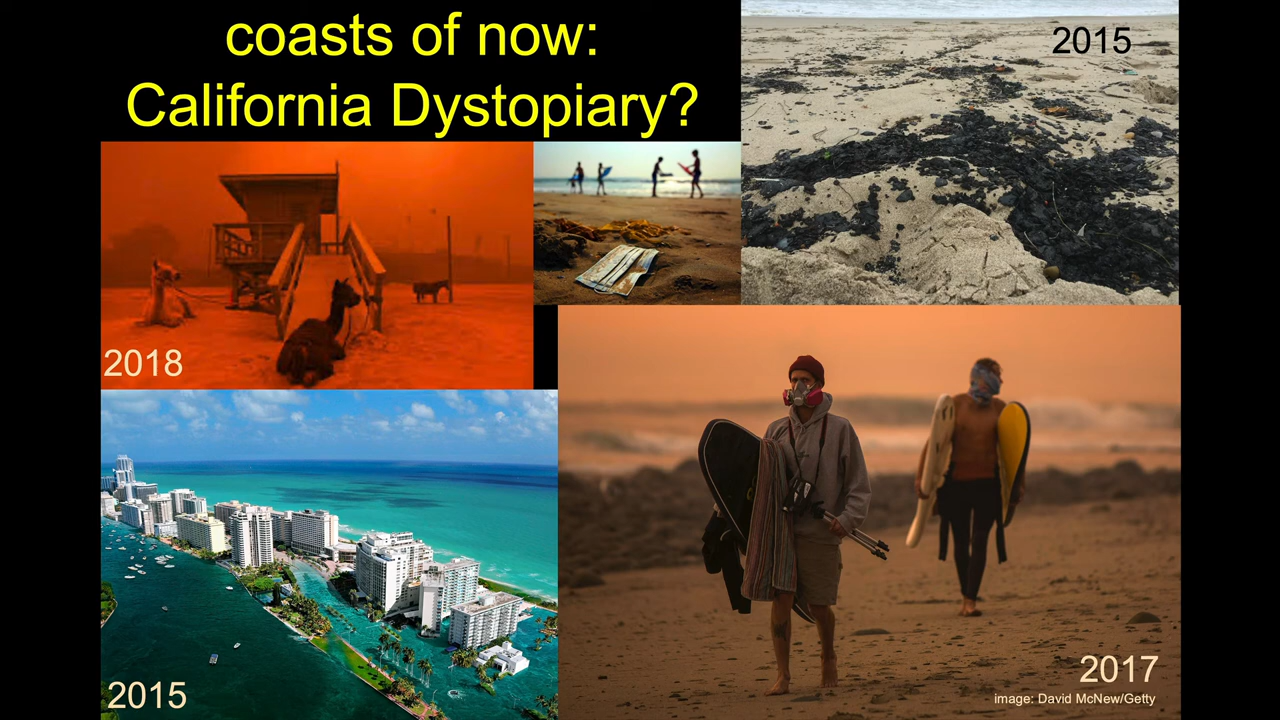 coasts of now:
California Dystopiary?
2015
2018
2015
2017
image: David McNew/Getty